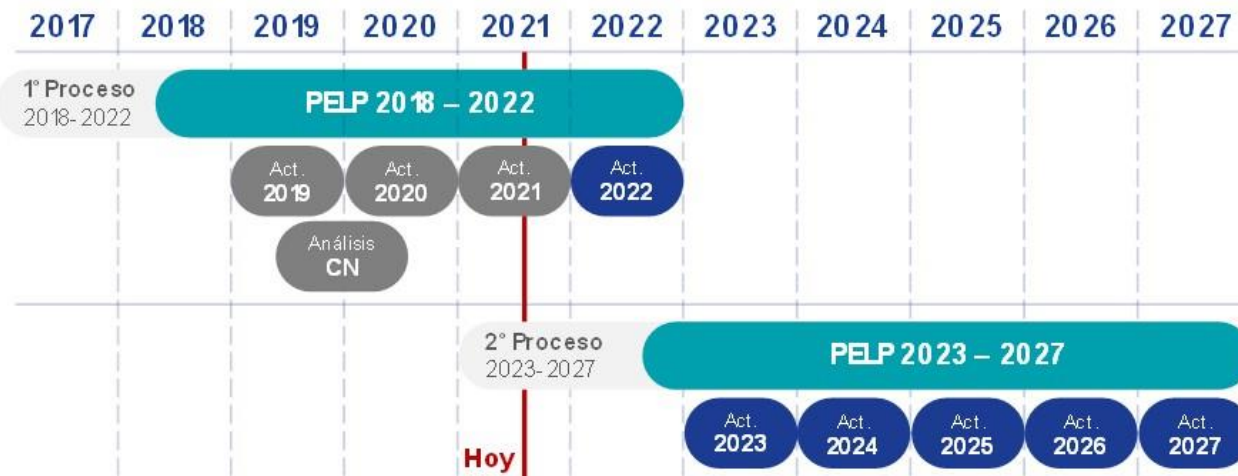 2017 2018 2019 2020 2021 2022 2023 2024 2025 2026 2027
1° Proceso
2018-2022
PELP 2018 – 2022
Act.
2019
Act.
2020
Act.
2021
Act.
2022
Análisis
CN
2° Proceso
2023-2027
PELP 2023 – 2027
Act.
2023
Act.
2024
Act.
2025
Act.
2026
Act.
2027
Hoy